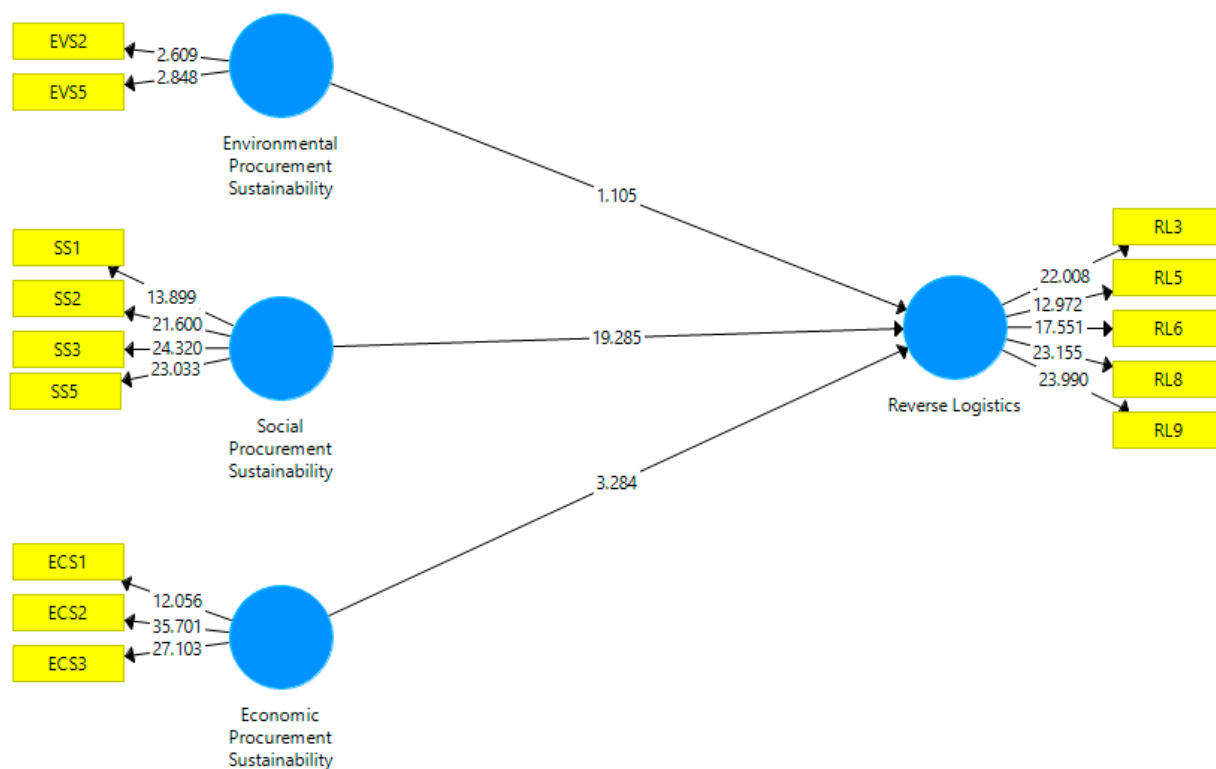 EVS2
2.609
EVS5
2.848
Environmental
Procurement
Sustainability
1.105
SS1
13.899
SS2
21.600
SS3
24.320
SS5
23.033
Social
Procurement
Sustainability
19.285
RL3
22.008
RL5
12.972
RL6
17.551
RL8
23.155
RL9
23.990
Reverse Logistics
3.284
ECS1
12.056
ECS2
35.701
ECS3
27.103
Economic
Procurement
Sustainability